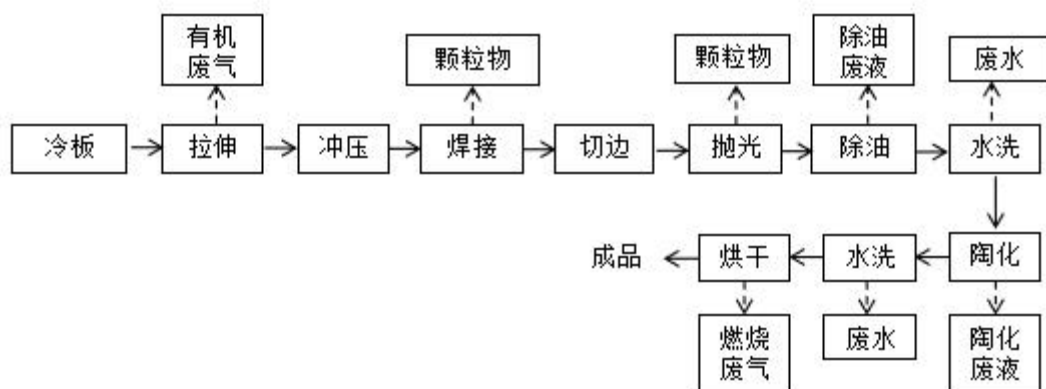 有机
废气
颗粒物
颗粒物
除油
废液
废水
冷板
拉伸
冲压
焊接
切边
抛光
除油
水洗
成品
烘干
水洗
陶化
燃烧
废气
废水
陶化
废液